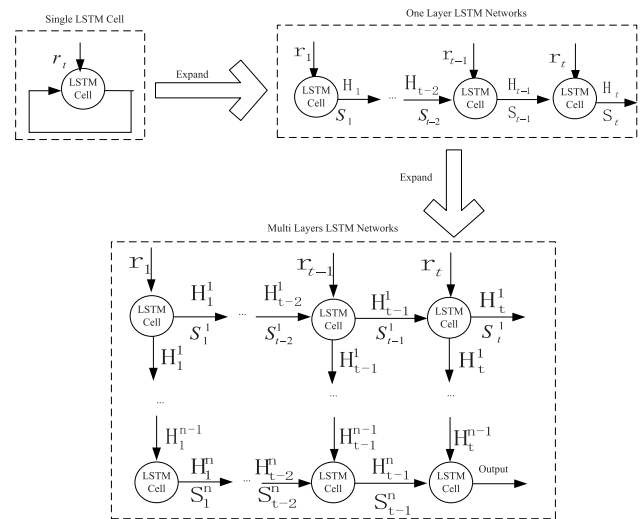 Single LSTM Cell
One Layer LSTM Networks
r_t
LSTM
Cell
Expand
r_1
r_{t-1}
r_t
LSTM
Cell
H_1
S_1
...
H_{t-2}
S_{t-2}
LSTM
Cell
H_{t-1}
S_{t-1}
LSTM
Cell
H_t
S_t
Expand
Multi Layers LSTM Networks
r_1
r_{t-1}
r_t
LSTM
Cell
H_1^1
S_1^1
...
H_{t-2}^1
S_{t-2}^1
LSTM
Cell
H_{t-1}^1
S_{t-1}^1
LSTM
Cell
H_t^1
S_t^1
H_1^1
H_{t-1}^1
H_t^1
...
...
...
H_1^{n-1}
H_{t-1}^{n-1}
H_t^{n-1}
LSTM
Cell
H_1^n
S_1^n
...
H_{t-2}^n
S_{t-2}^n
LSTM
Cell
H_{t-1}^n
S_{t-1}^n
LSTM
Cell
Output